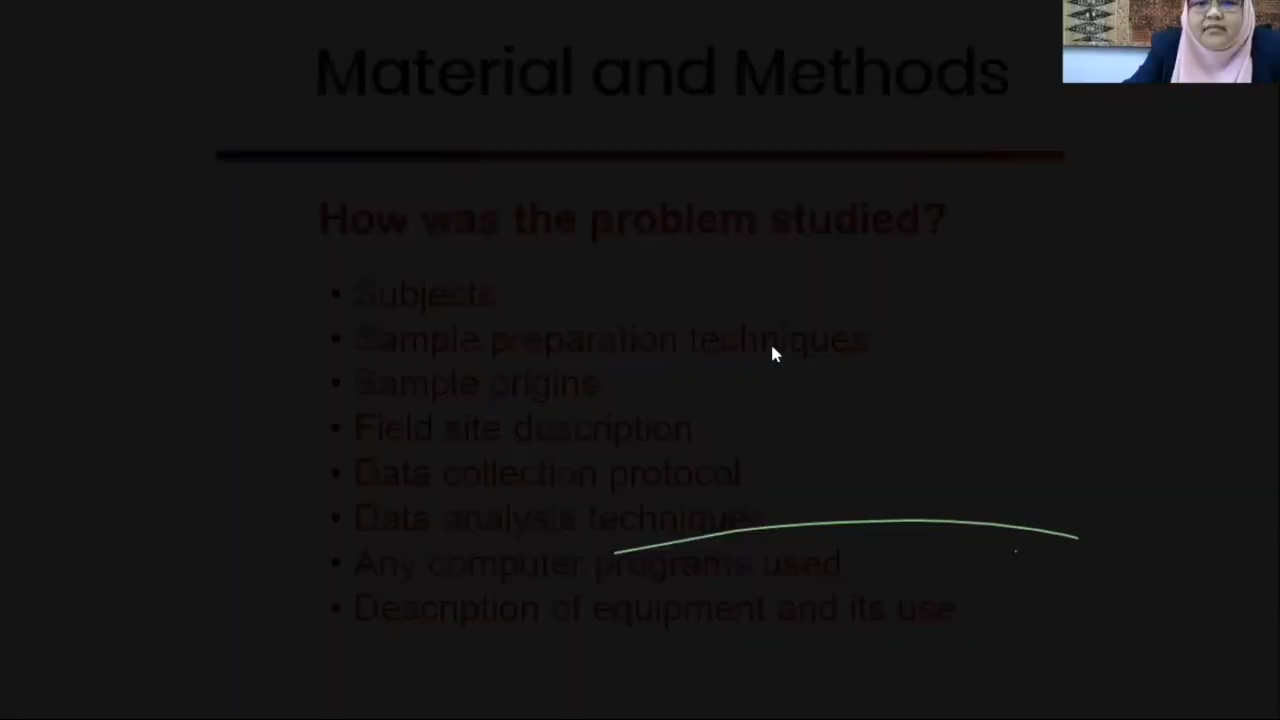 Material and Methods
How was the problem studied?
• Subjects
• Sample preparation techniques
• Sample origins
• Field site description
• Data collection protocol
• Data analysis techniques
• Any computer programs used
• Description of equipment and its use